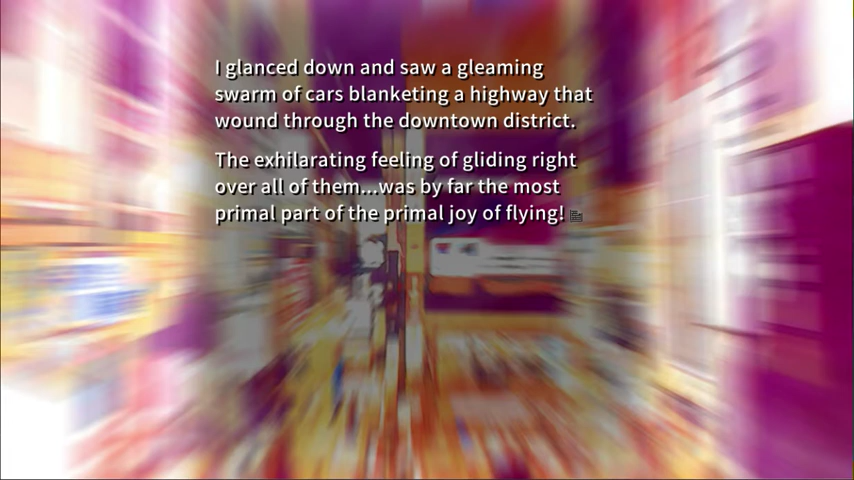 I glanced down and saw a gleaming
swarm of cars blanketing a highway that
wound through the downtown district.
The exhilarating feeling of gliding right
over all of them...was by far the most
primal part of the primal joy of flying!